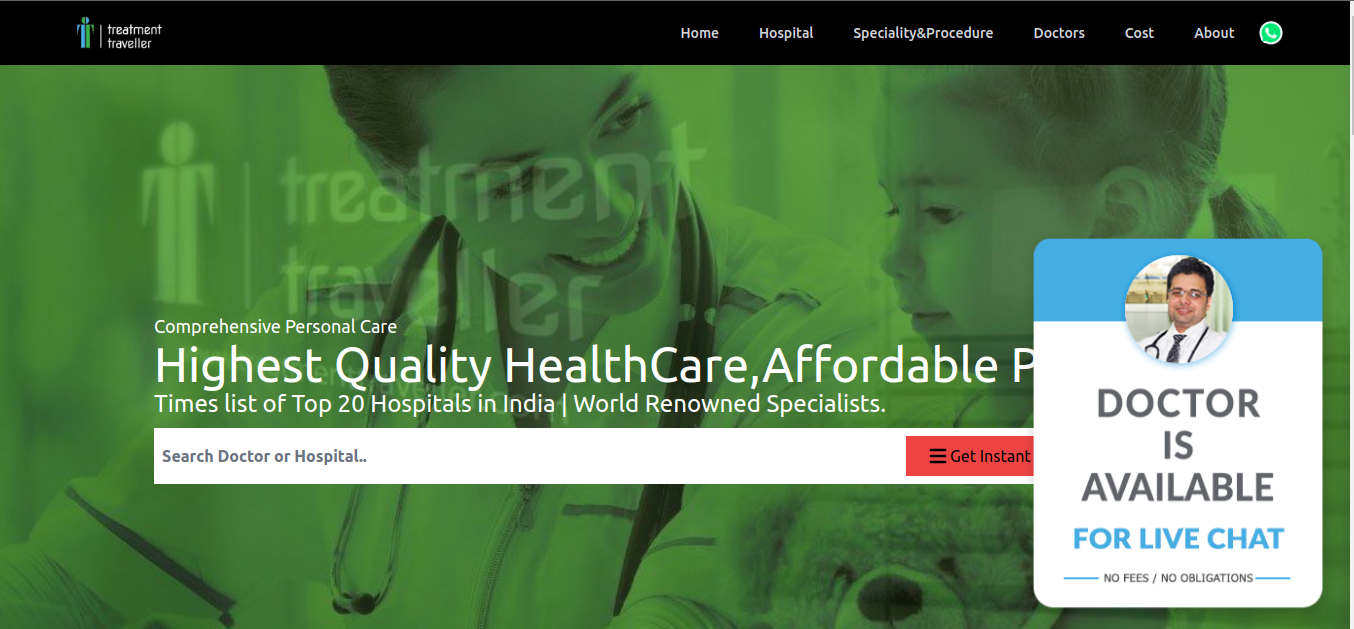 treatment
traveller
Home Hospital Speciality&Procedure Doctors Cost About
treatment
traveller
Comprehensive Personal Care
Highest Quality HealthCare,Affordable P
Times list of Top 20 Hospitals in India | World Renowned Specialists.
Search Doctor or Hospital..
Get Instant
DOCTOR
IS
AVAILABLE
FOR LIVE CHAT
NO FEES / NO OBLIGATIONS